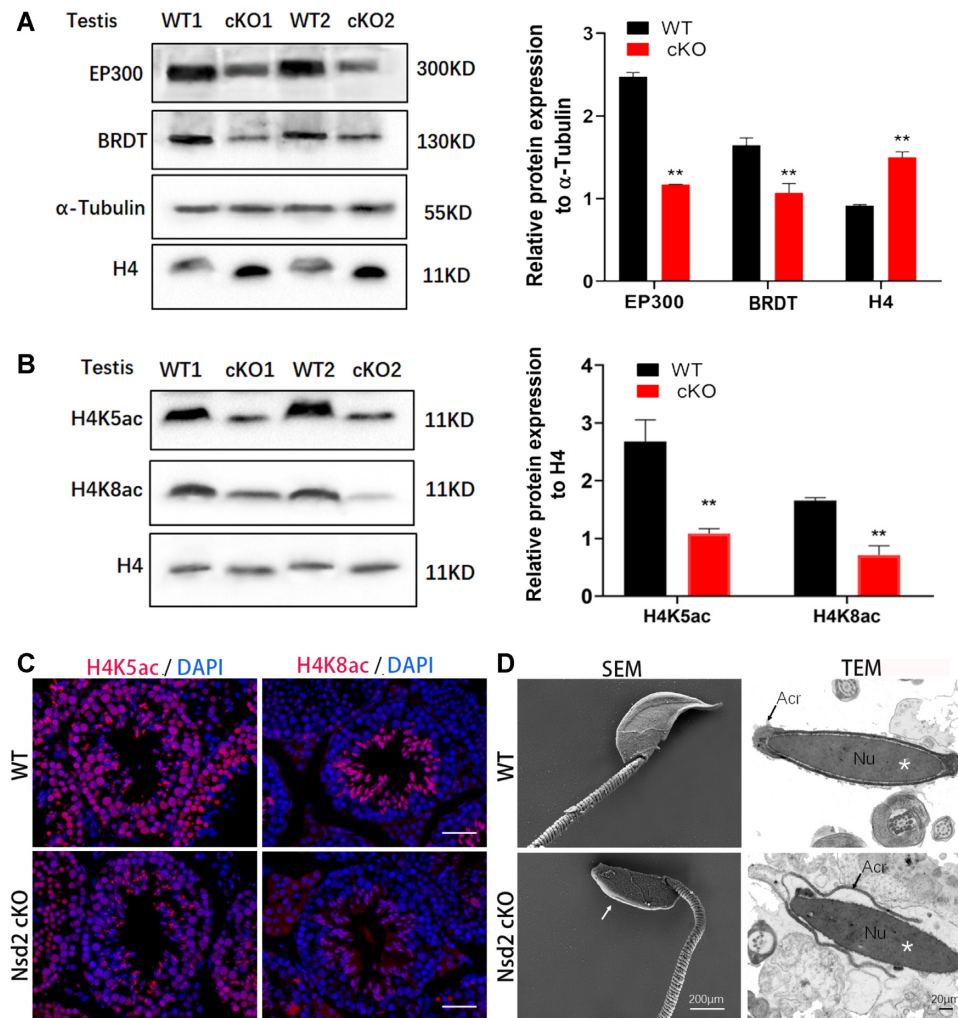 A
Testis WT1 cKO1 WT2 cKO2
EP300 300KD
BRDT 130KD
α-Tubulin 55KD
H4 11KD
Relative protein expression
to α-Tubulin
WT
cKO
3
2
1
0
**
**
**
EP300 BRDT H4
B
Testis WT1 cKO1 WT2 cKO2
H4K5ac 11KD
H4K8ac 11KD
H4 11KD
Relative protein expression
to H4
WT
cKO
4
3
2
1
0
**
**
H4K5ac H4K8ac
C
H4K5ac / DAPI H4K8ac / DAPI
WT
Nsd2 cKO
D
SEM TEM
WT
Acr
Nu
*
Nsd2 cKO
200μm
Acr
Nu
*
20μm